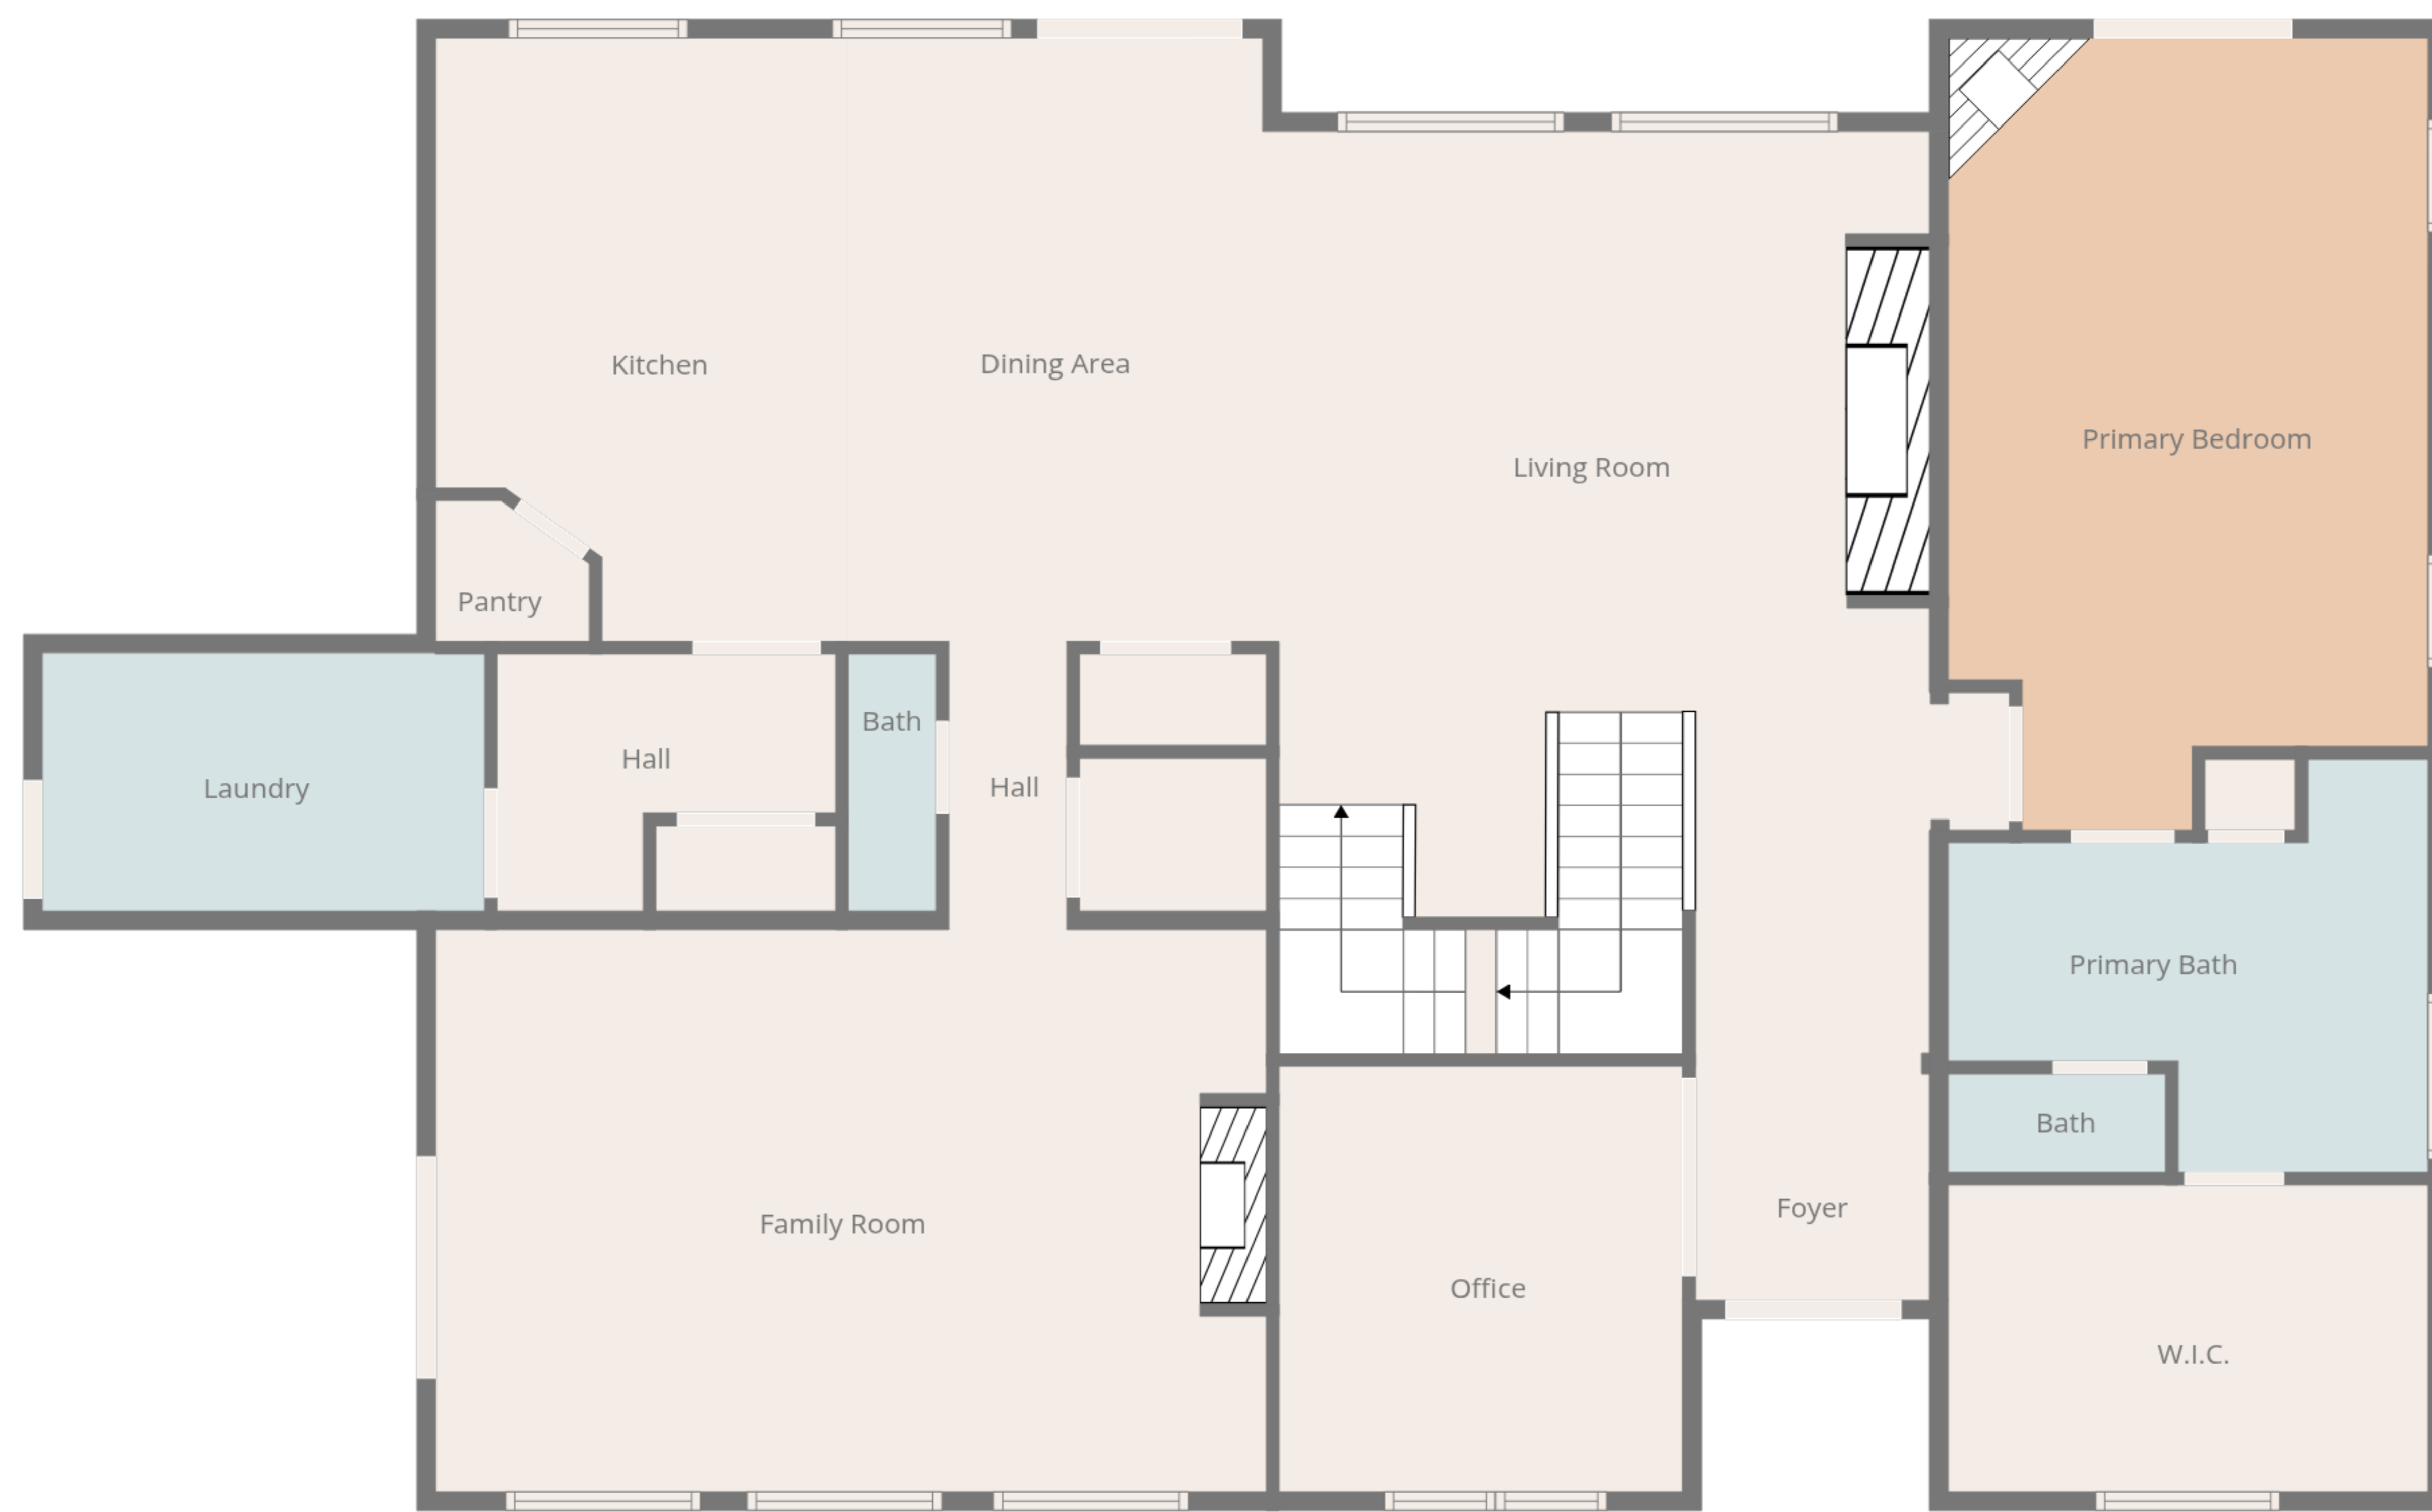 Kitchen
Dining Area
Living Room
Primary Bedroom
Pantry
Laundry
Hall
Bath
Hall
Primary Bath
Bath
Family Room
Office
Foyer
W.I.C.